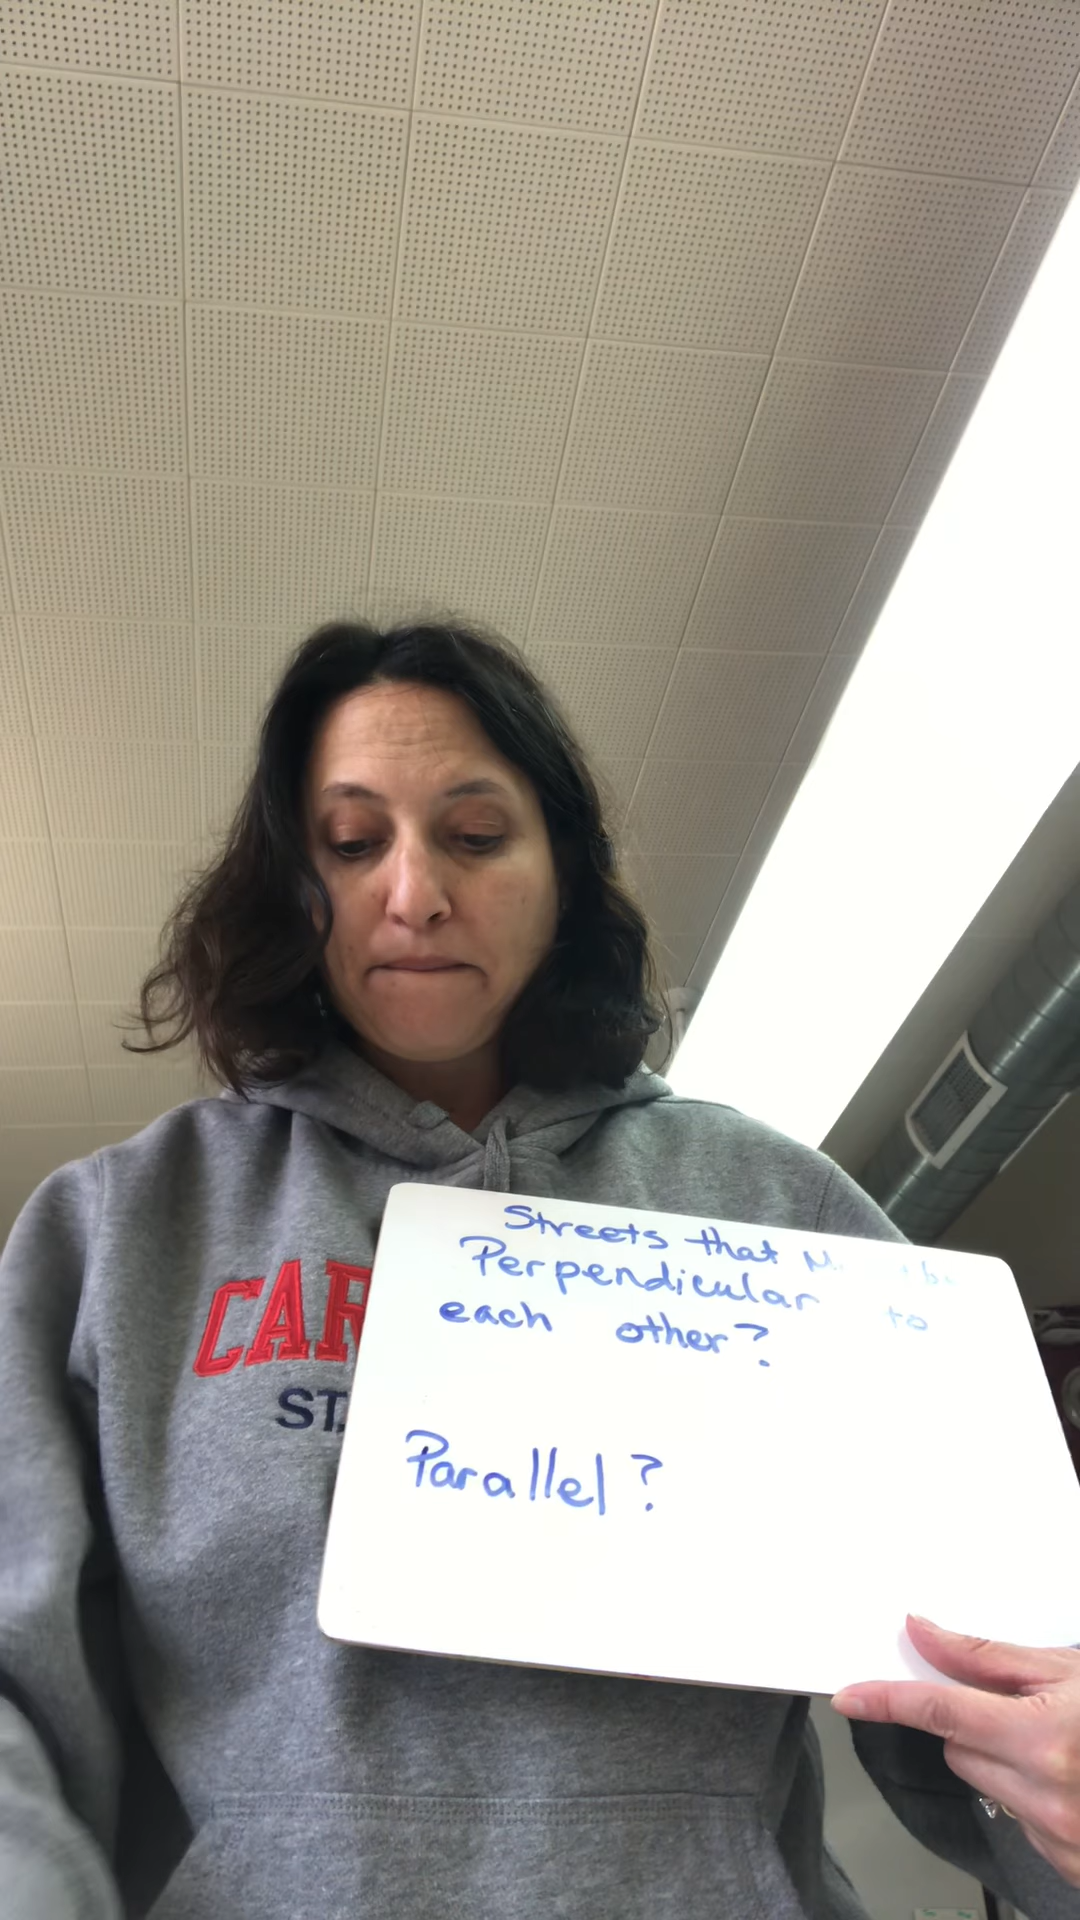 Streets that
Perpendicular to
each other?
Parallel?
CAR
ST.